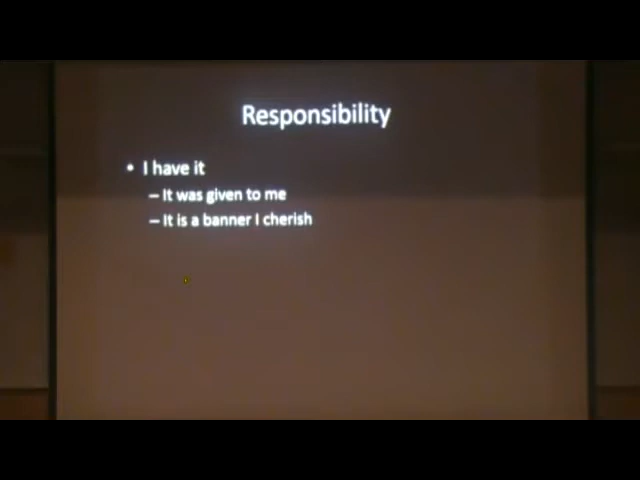 Responsibility
• I have it
– It was given to me
– It is a banner I cherish